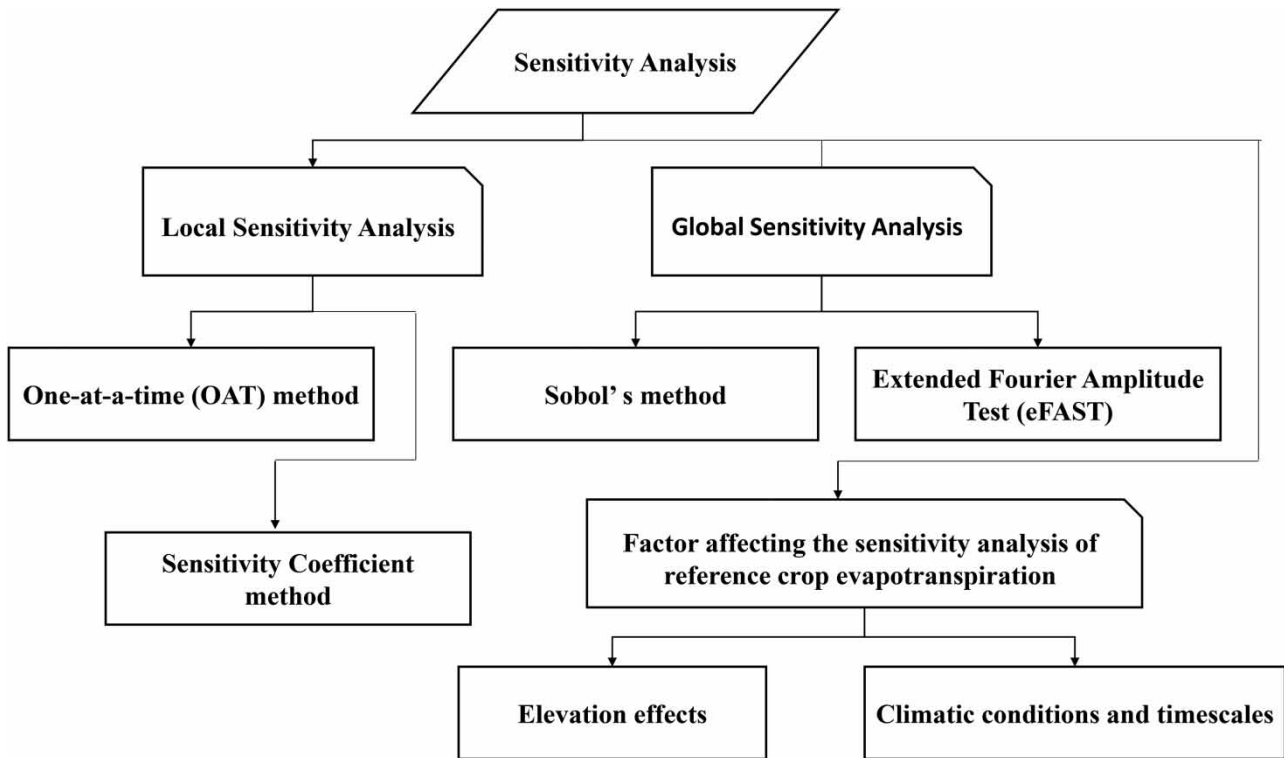 Sensitivity Analysis
Local Sensitivity Analysis
Global Sensitivity Analysis
One-at-a-time (OAT) method
Sobol’ s method
Extended Fourier Amplitude
Test (eFAST)
Sensitivity Coefficient
method
Factor affecting the sensitivity analysis of
reference crop evapotranspiration
Elevation effects
Climatic conditions and timescales